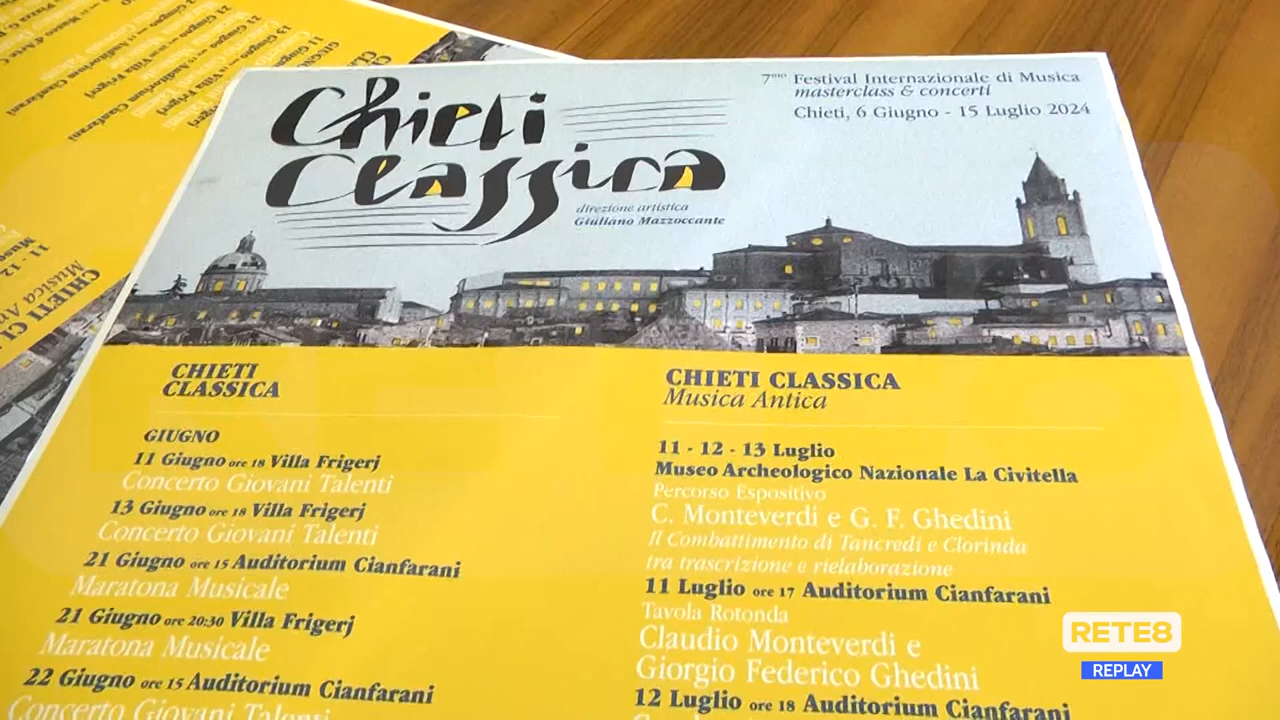 Chieti
Classica
direzione artistica
Giuliano Mazzoccante
7mo Festival Internazionale di Musica
masterclass & concerti
Chieti, 6 Giugno - 15 Luglio 2024
CHIETI
CLASSICA
GIUGNO
11 Giugno ore 18 Villa Frigerj
Concerto Giovani Talenti
13 Giugno ore 18 Villa Frigerj
Concerto Giovani Talenti
21 Giugno ore 15 Auditorium Cianfarani
Maratona Musicale
21 Giugno ore 20:30 Villa Frigerj
Maratona Musicale
22 Giugno ore 15 Auditorium Cianfarani
Concerto Giovani Talenti
CHIETI CLASSICA
Musica Antica
11 - 12 - 13 Luglio
Museo Archeologico Nazionale La Civitella
Percorso Espositivo
C. Monteverdi e G. F. Ghedini
Il Combattimento di Tancredi e Clorinda
tra trascrizione e rielaborazione
11 Luglio ore 17 Auditorium Cianfarani
Tavola Rotonda
Claudio Monteverdi e
Giorgio Federico Ghedini
12 Luglio ore 18 Auditorium Cianfarani
RETE8
REPLAY